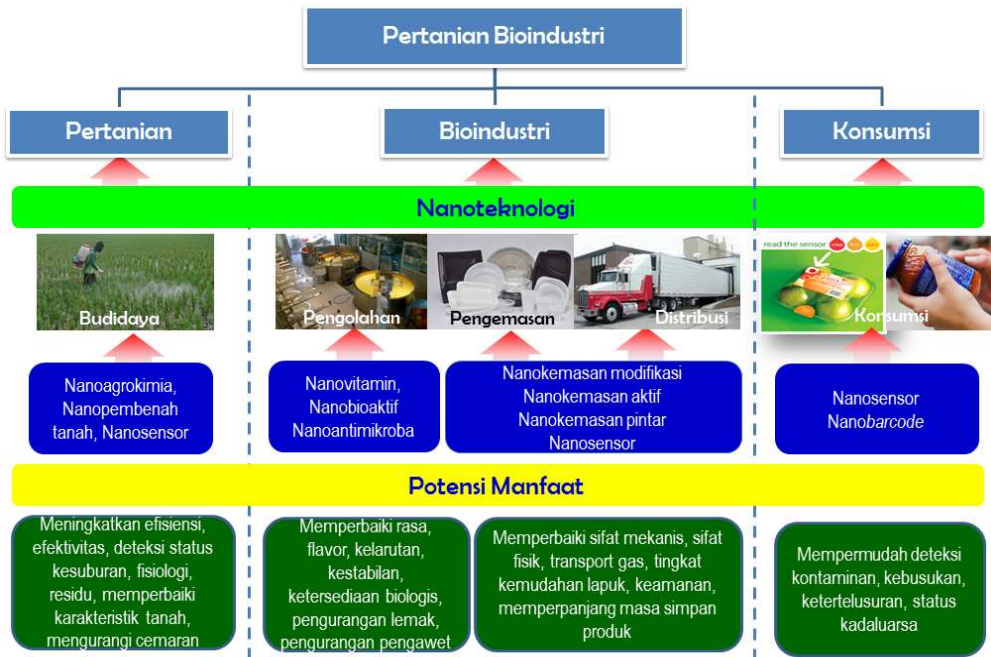 Pertanian Bioindustri
Pertanian
Bioindustri
Konsumsi
Nanoteknologi
Budidaya
Pengolahan
Pengemasan
Distribusi
read the sensor
Konsumsi
Nanoagrokimia,
Nanopembenah
tanah, Nanosensor
Nanovitamin,
Nanobioaktif
Nanoantimikroba
Nanokemasan modifikasi
Nanokemasan aktif
Nanokemasan pintar
Nanosensor
Nanosensor
Nanobarcode
Potensi Manfaat
Meningkatkan efisiensi,
efektivitas, deteksi status
kesuburan, fisiologi,
residu, memperbaiki
karakteristik tanah,
mengurangi cemaran
Memperbaiki rasa,
flavor, kelarutan,
kestabilan,
ketersediaan biologis,
pengurangan lemak,
pengurangan pengawet
Memperbaiki sifat mekanis, sifat
fisik, transport gas, tingkat
kemudahan lapuk, keamanan,
memperpanjang masa simpan
produk
Mempermudah deteksi
kontaminan, kebusukan,
ketertelusuran, status
kadaluarsa